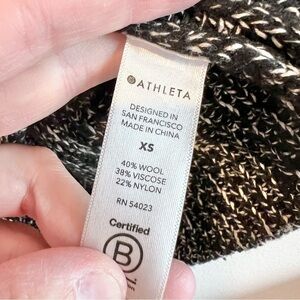 ATHLETA
DESIGNED IN
SAN FRANCISCO
MADE IN CHINA
XS
40% WOOL
38% VISCOSE
22% NYLON
RN 54023
Certified
B